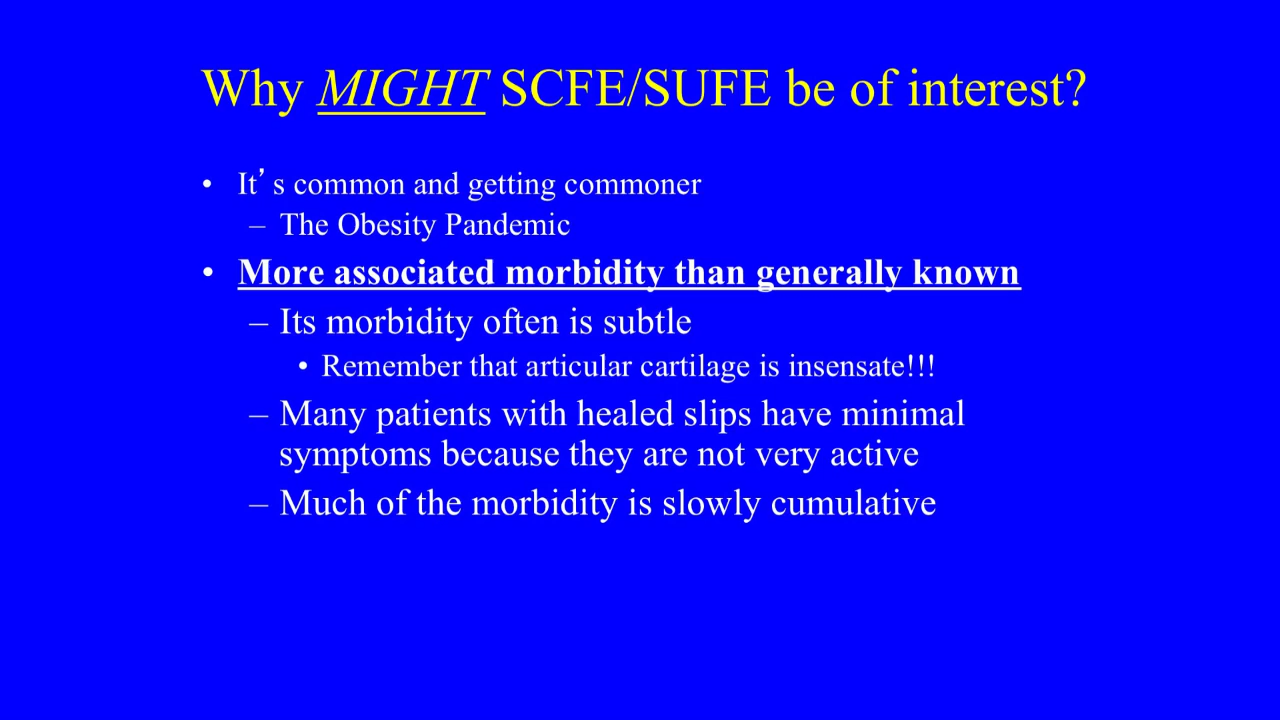 Why MIGHT SCFE/SUFE be of interest?
• It’s common and getting commoner
– The Obesity Pandemic
• More associated morbidity than generally known
– Its morbidity often is subtle
• Remember that articular cartilage is insensate!!!
– Many patients with healed slips have minimal
symptoms because they are not very active
– Much of the morbidity is slowly cumulative